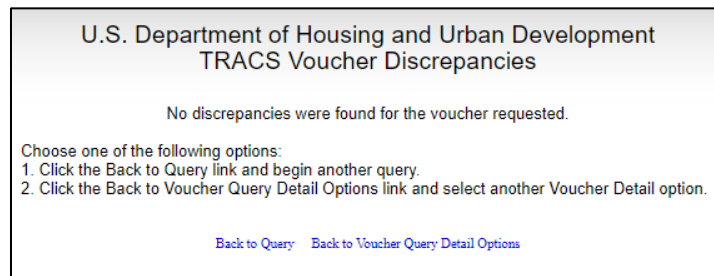 U.S. Department of Housing and Urban Development
TRACS Voucher Discrepancies
No discrepancies were found for the voucher requested.
Choose one of the following options:
1. Click the Back to Query link and begin another query.
2. Click the Back to Voucher Query Detail Options link and select another Voucher Detail option.
Back to Query Back to Voucher Query Detail Options